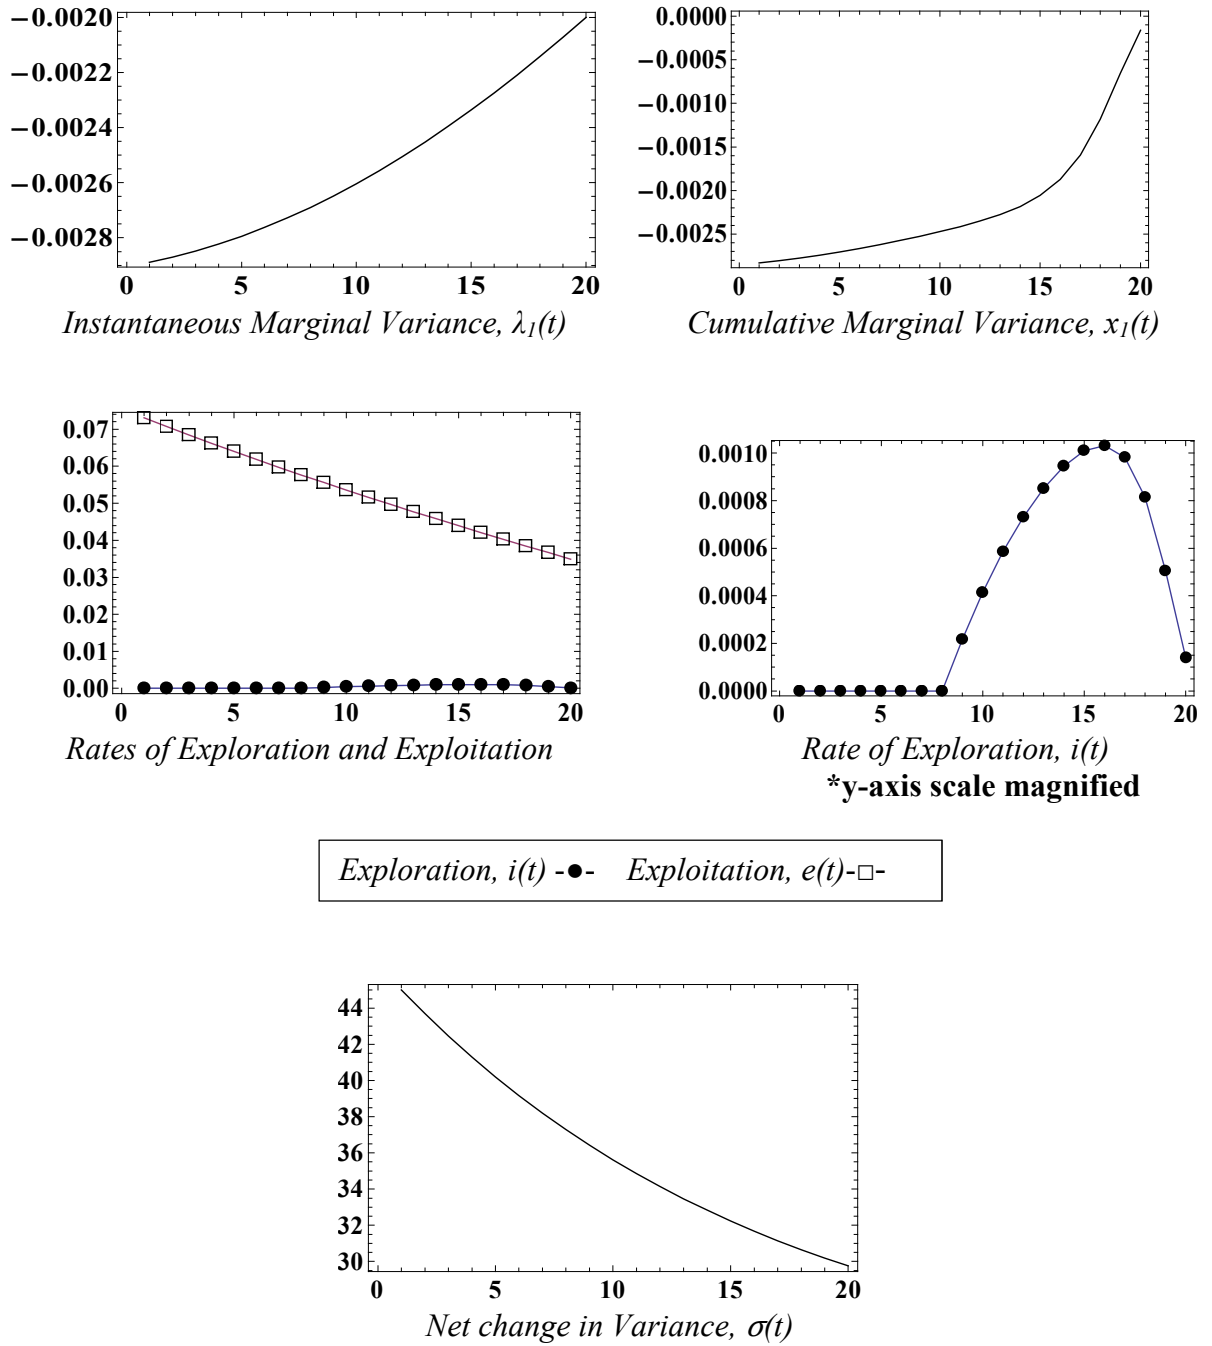 −0.0020
−0.0022
−0.0024
−0.0026
−0.0028
0 5 10 15 20
Instantaneous Marginal Variance, λ1(t)
0.0000
−0.0005
−0.0010
−0.0015
−0.0020
−0.0025
0 5 10 15 20
Cumulative Marginal Variance, x1(t)
0.07
0.06
0.05
0.04
0.03
0.02
0.01
0.00
0 5 10 15 20
Rates of Exploration and Exploitation
0.0010
0.0008
0.0006
0.0004
0.0002
0.0000
0 5 10 15 20
Rate of Exploration, i(t)
*y-axis scale magnified
Exploration, i(t) -●- Exploitation, e(t)-□-
44
42
40
38
36
34
32
30
0 5 10 15 20
Net change in Variance, σ(t)